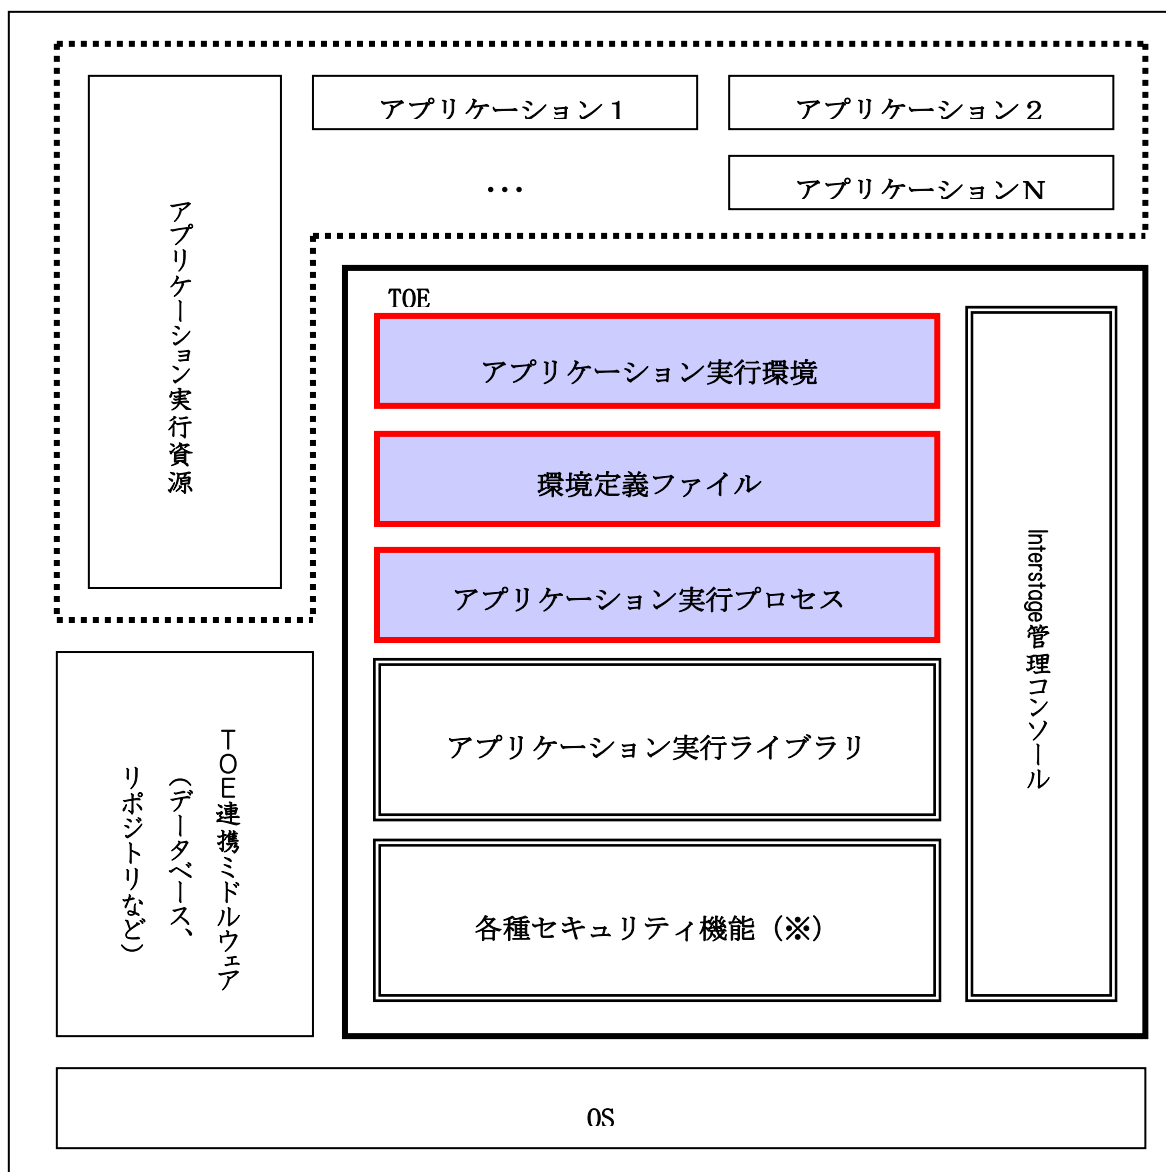 アプリケーション１
アプリケーション２
…
アプリケーションＮ
アプリケーション実行資源
TOE
アプリケーション実行環境
環境定義ファイル
アプリケーション実行プロセス
アプリケーション実行ライブラリ
各種セキュリティ機能（※）
Interstage管理コンソール
ＴＯＥ連携ミドルウェア
（データベース、
リポジトリなど）
OS